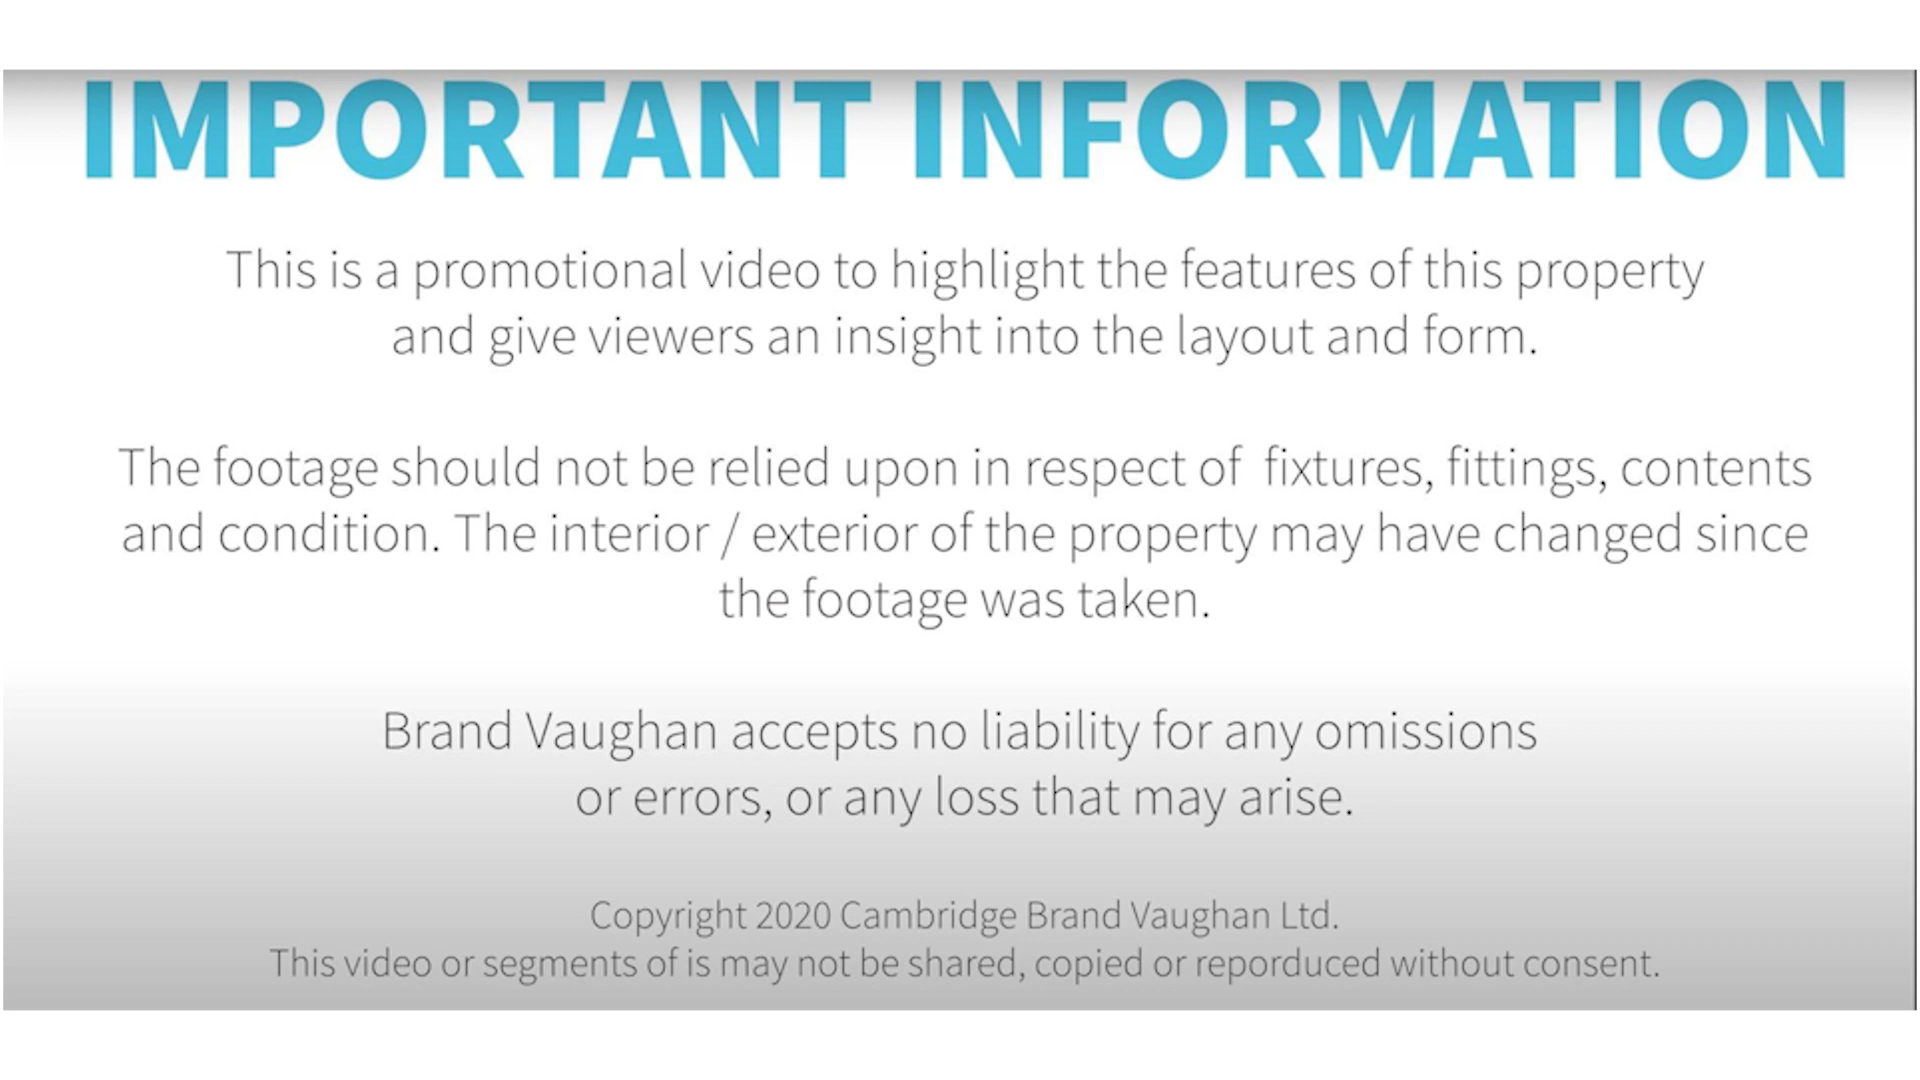 IMPORTANT INFORMATION
This is a promotional video to highlight the features of this property
and give viewers an insight into the layout and form.
The footage should not be relied upon in respect of fixtures, fittings, contents
and condition. The interior / exterior of the property may have changed since
the footage was taken.
Brand Vaughan accepts no liability for any omissions
or errors, or any loss that may arise.
Copyright 2020 Cambridge Brand Vaughan Ltd.
This video or segments of is may not be shared, copied or reporduced without consent.